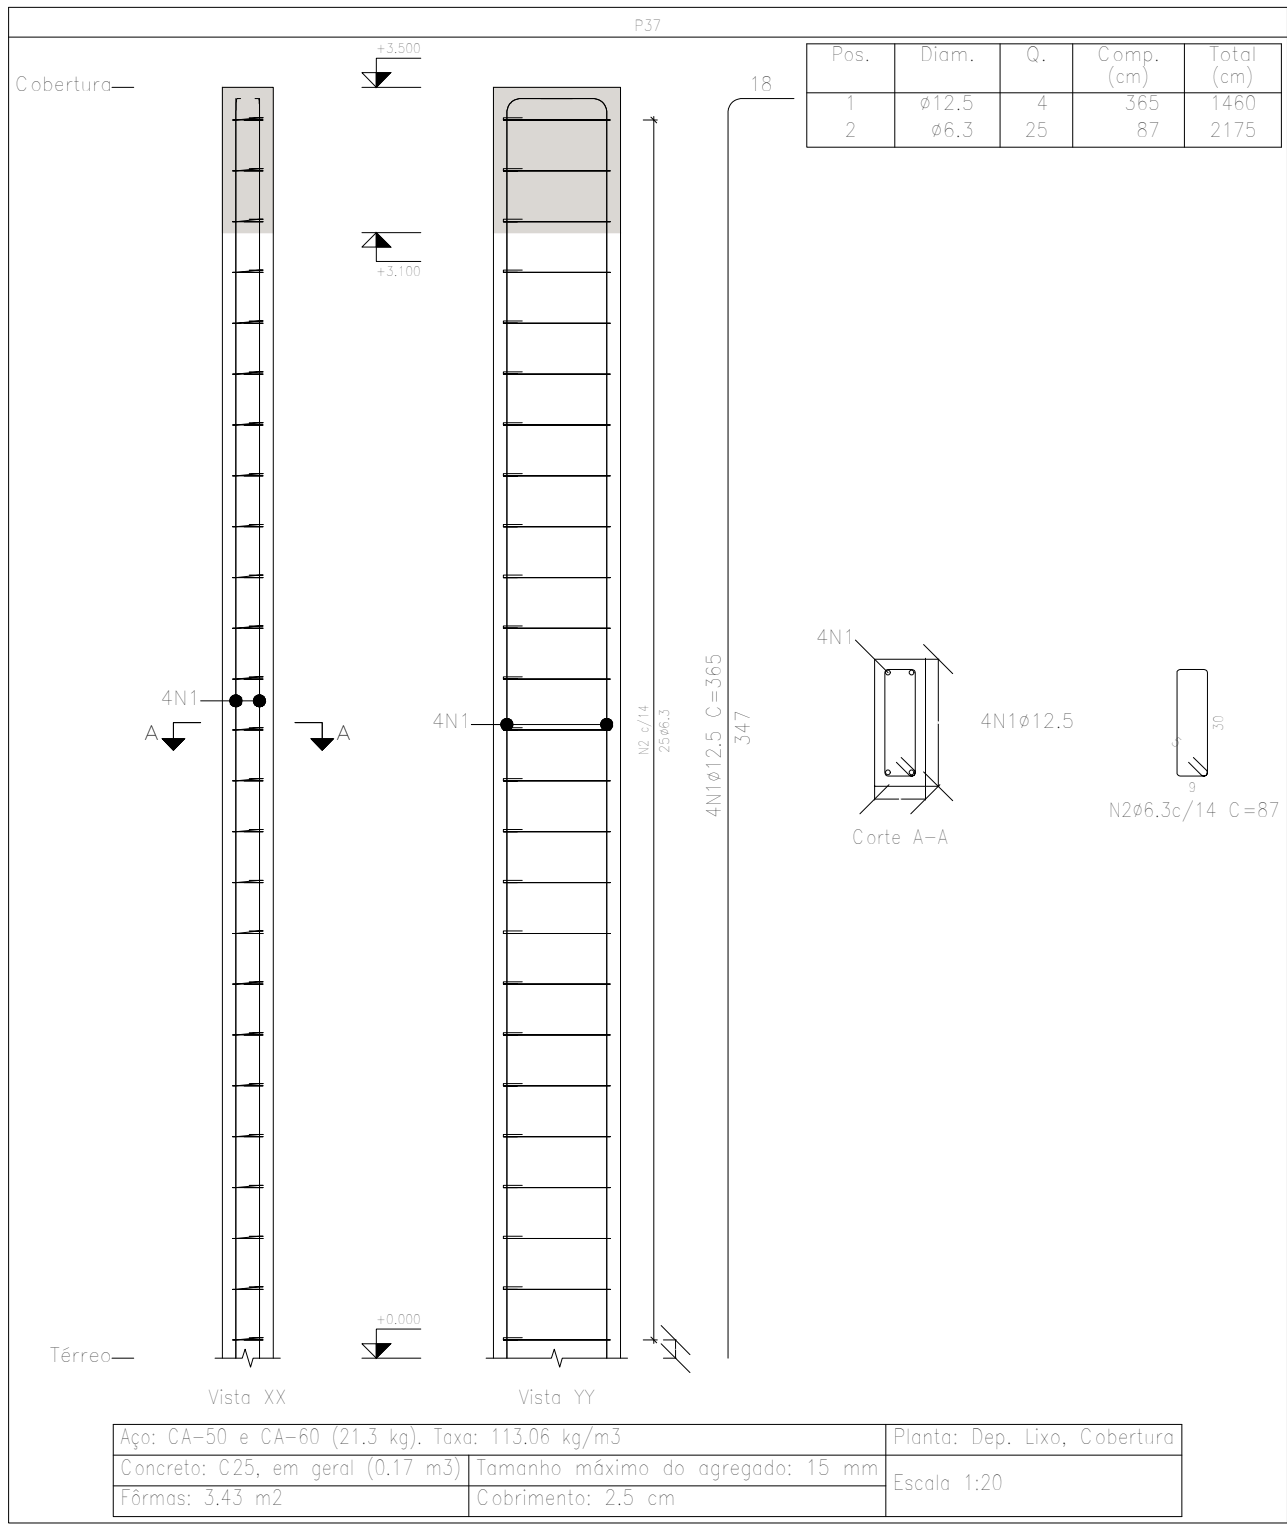 P37
Pos. Diam. Q. Comp. (cm) Total (cm)
1 ø12.5 4 365 1460
2 ø6.3 25 87 2175
+3.500
Cobertura
18
+3.100
4N1
A A
4N1
N2 c/14
25ø6.3
4N1ø12.5 C=365
347
4N1
4N1ø12.5
Corte A-A
5
30
9
N2ø6.3c/14 C=87
+0.000
Térreo
Vista XX
Vista YY
Aço: CA-50 e CA-60 (21.3 kg). Taxa: 113.06 kg/m3
Planta: Dep. Lixo, Cobertura
Concreto: C25, em geral (0.17 m3)
Tamanho máximo do agregado: 15 mm
Escala 1:20
Fôrmas: 3.43 m2
Cobrimento: 2.5 cm